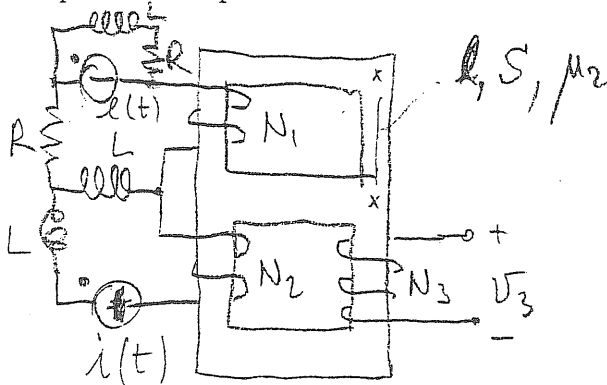 L
R
e(t)
l, S, μ₂
N₁
R
L
L
N₂
N₃
+
v₃
−
i(t)
x
x